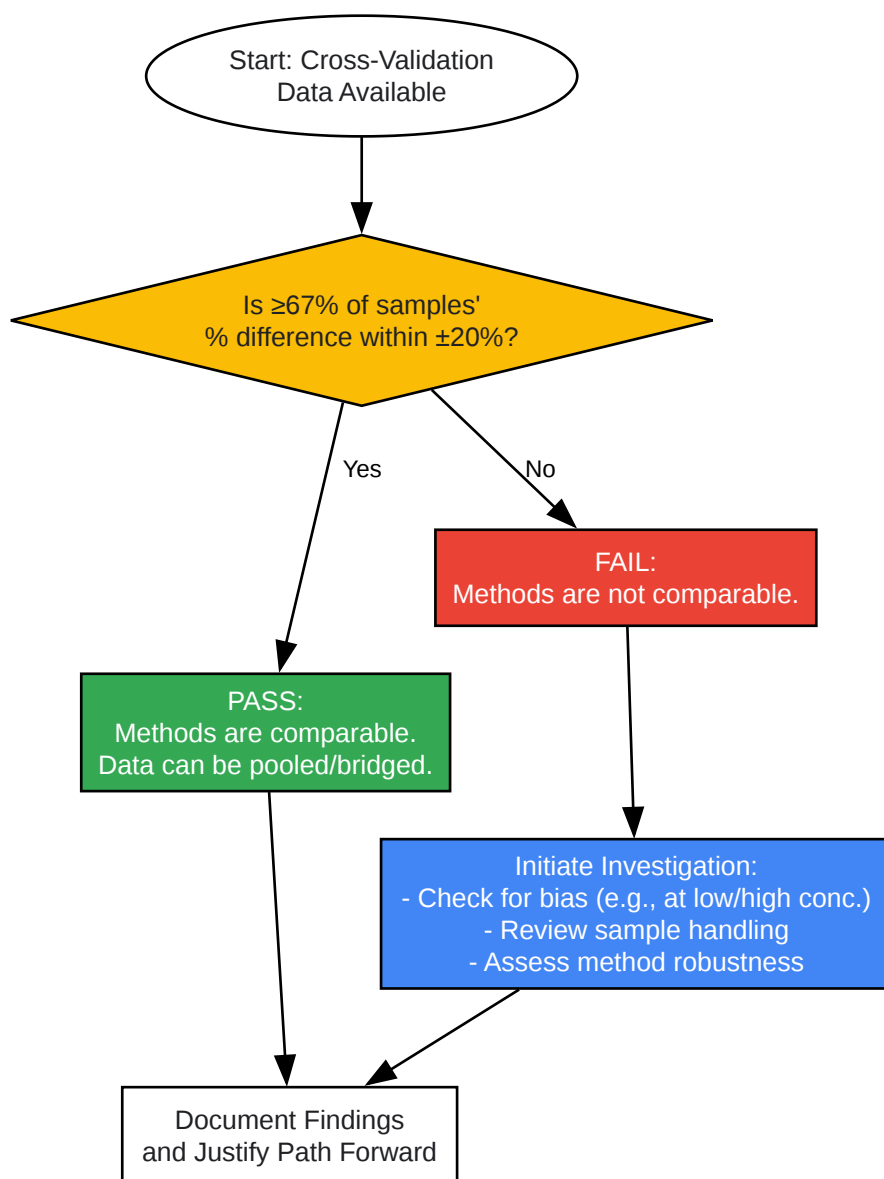 Start: Cross-Validation
Data Available
Is ≥67% of samples'
% difference within ±20%?
Yes
No
FAIL:
Methods are not comparable.
PASS:
Methods are comparable.
Data can be pooled/bridged.
Initiate Investigation:
- Check for bias (e.g., at low/high conc.)
- Review sample handling
- Assess method robustness
Document Findings
and Justify Path Forward